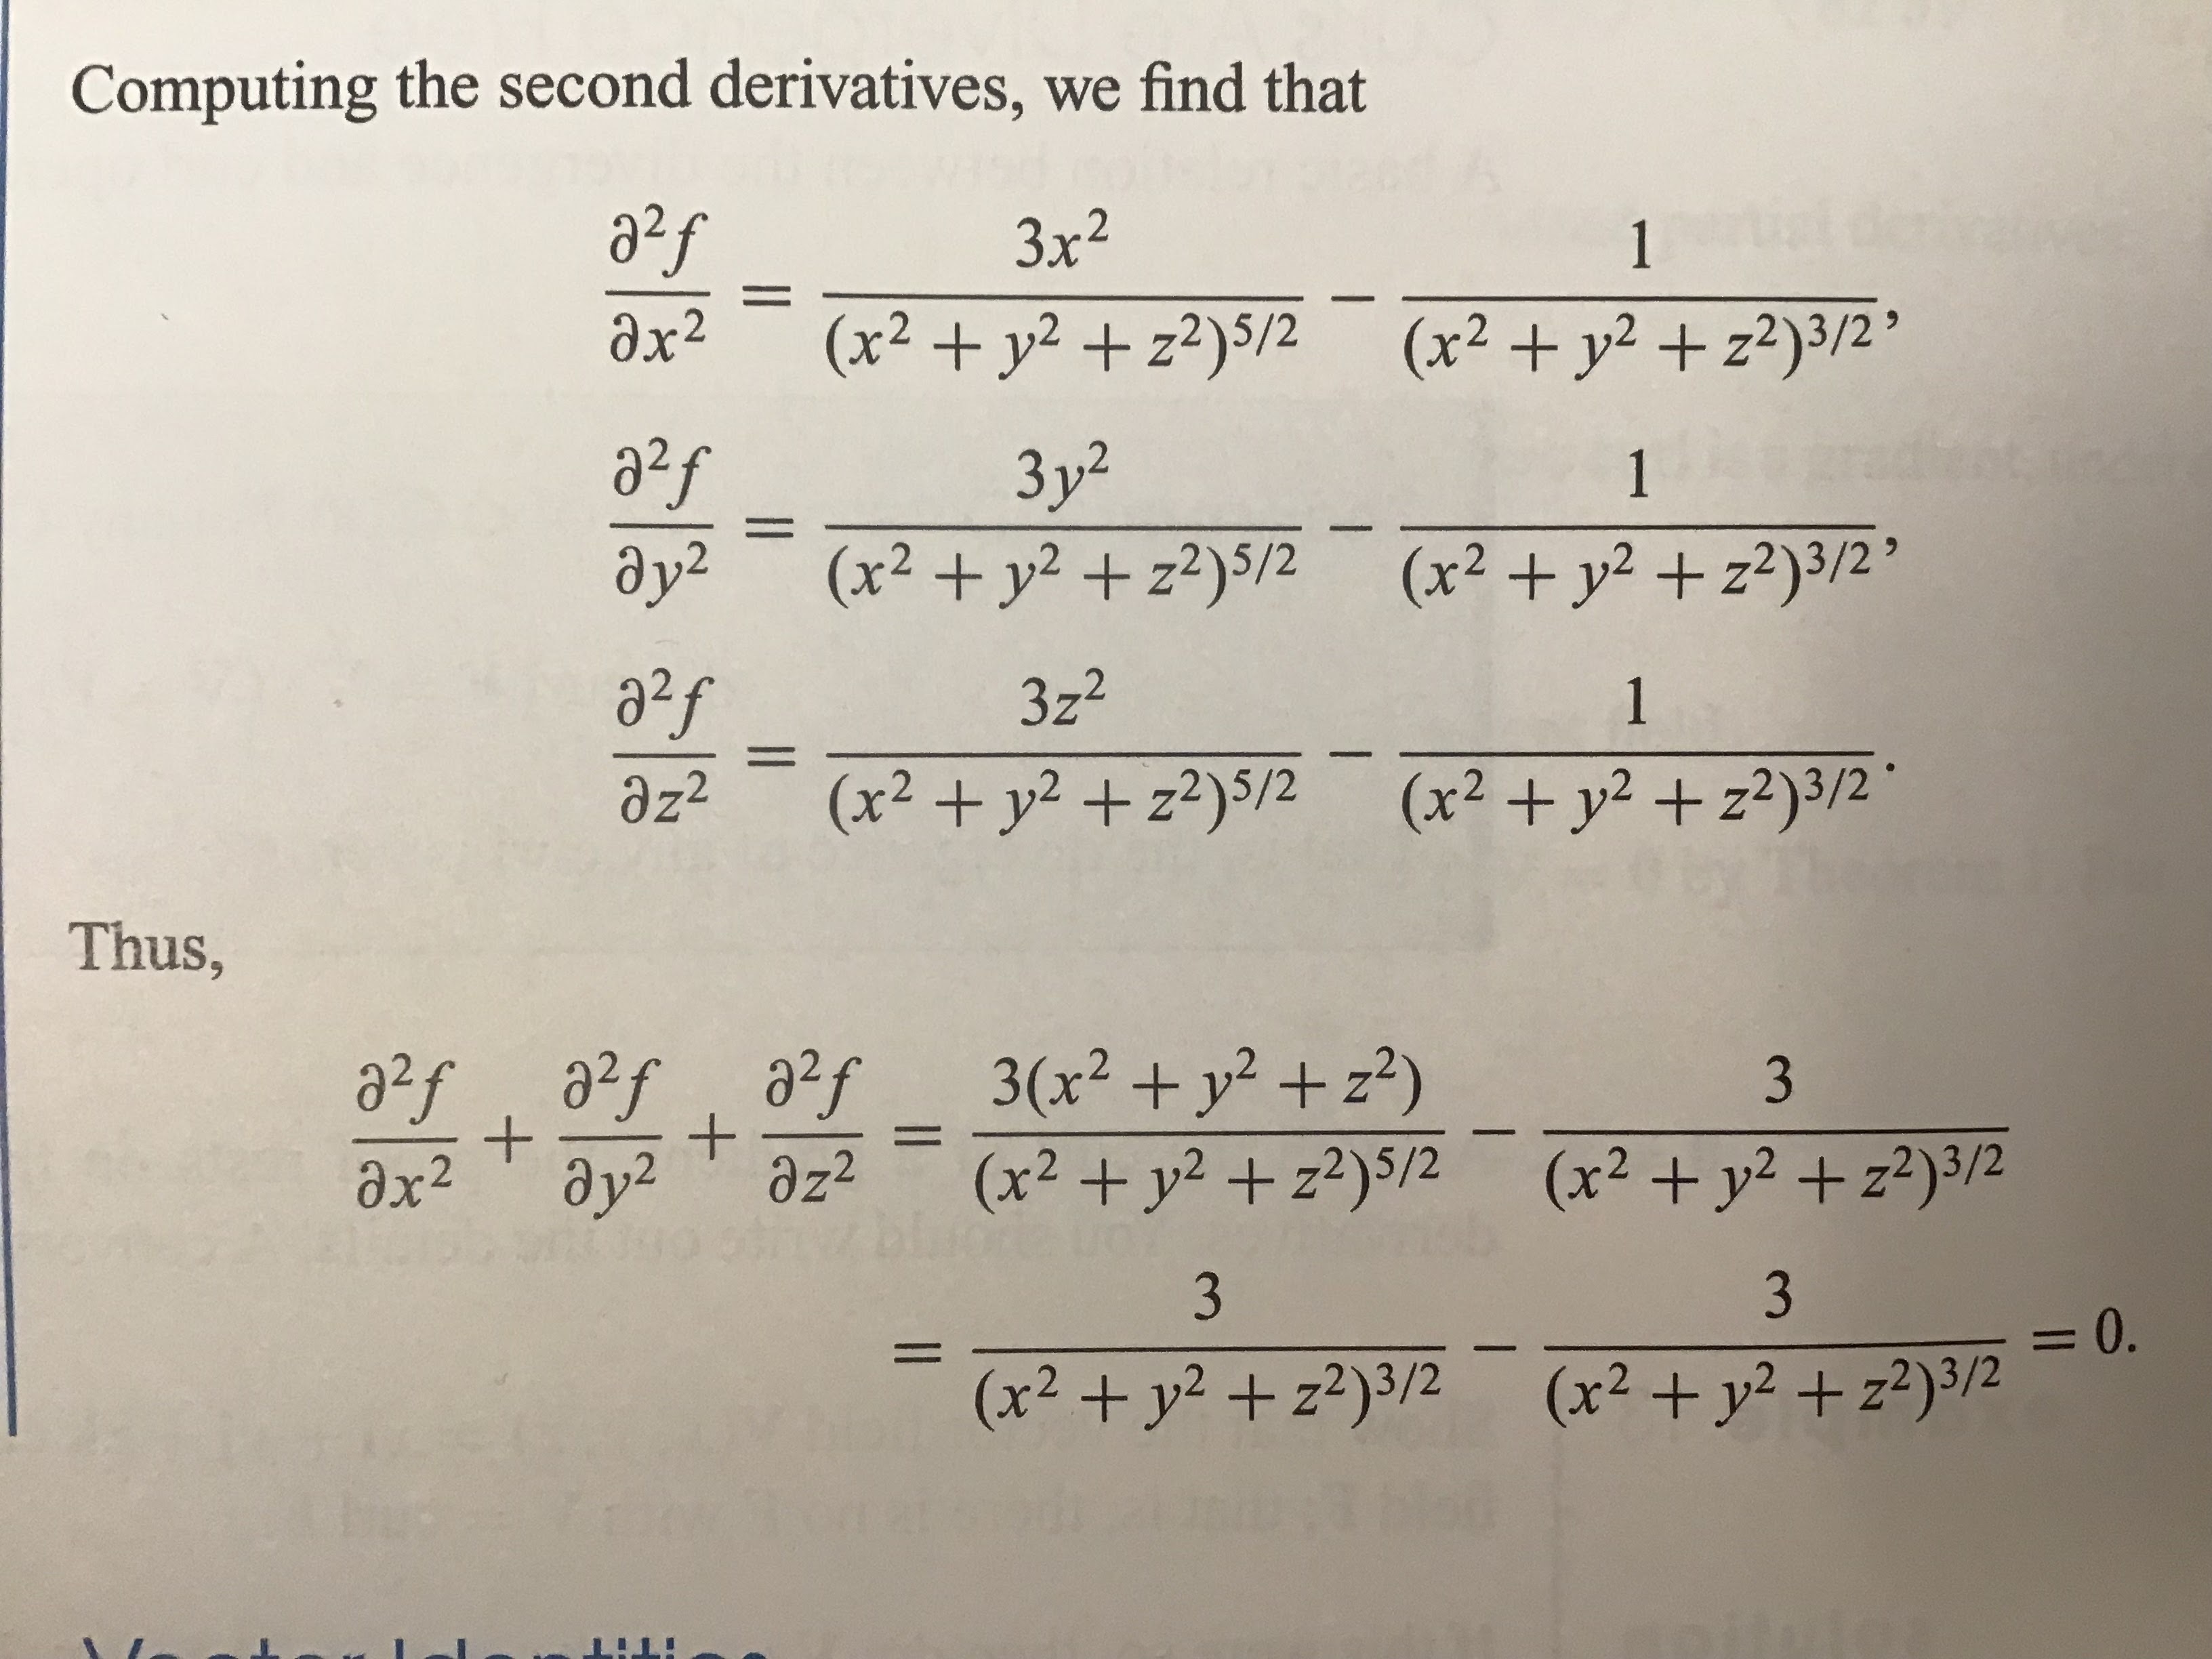 Computing the second derivatives, we find that
∂²f/∂x² = 3x²/(x² + y² + z²)^{5/2} − 1/(x² + y² + z²)^{3/2},
∂²f/∂y² = 3y²/(x² + y² + z²)^{5/2} − 1/(x² + y² + z²)^{3/2},
∂²f/∂z² = 3z²/(x² + y² + z²)^{5/2} − 1/(x² + y² + z²)^{3/2}.
Thus,
∂²f/∂x² + ∂²f/∂y² + ∂²f/∂z² = 3(x² + y² + z²)/(x² + y² + z²)^{5/2} − 3/(x² + y² + z²)^{3/2}
= 3/(x² + y² + z²)^{3/2} − 3/(x² + y² + z²)^{3/2} = 0.
Vector Identities